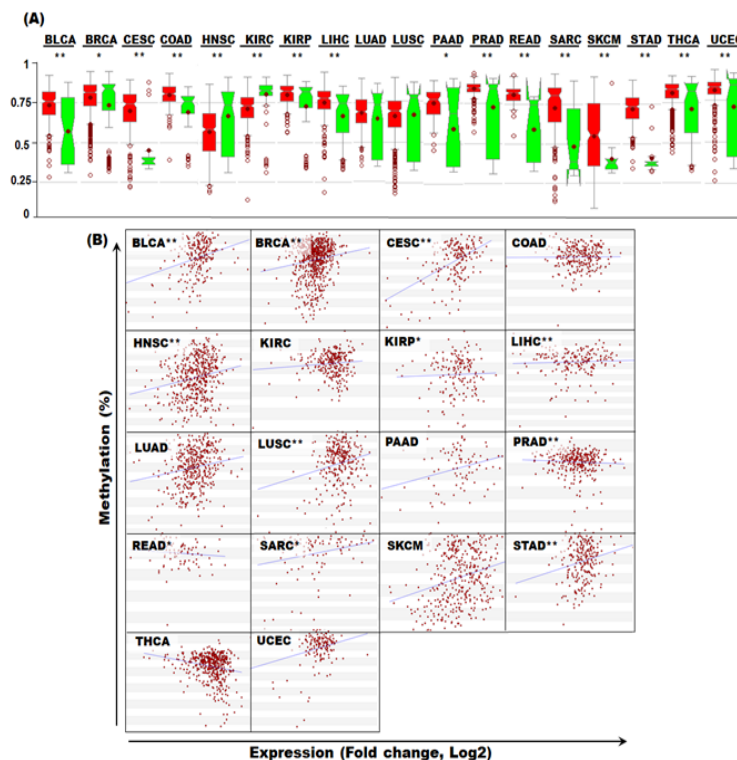 (A)
BLCA BRCA CESC COAD HNSC KIRC KIRP LIHC LUAD LUSC PAAD PRAD READ SARC SKCM STAD THCA UCEC
** * ** ** ** ** ** ** * ** ** ** ** ** ** **
1
0.75
0.5
0.25
0
(B)
BLCA** BRCA** CESC** COAD
HNSC** KIRC KIRP* LIHC**
LUAD LUSC** PAAD PRAD**
READ* SARC* SKCM STAD**
THCA UCEC
Methylation (%)
Expression (Fold change, Log2)